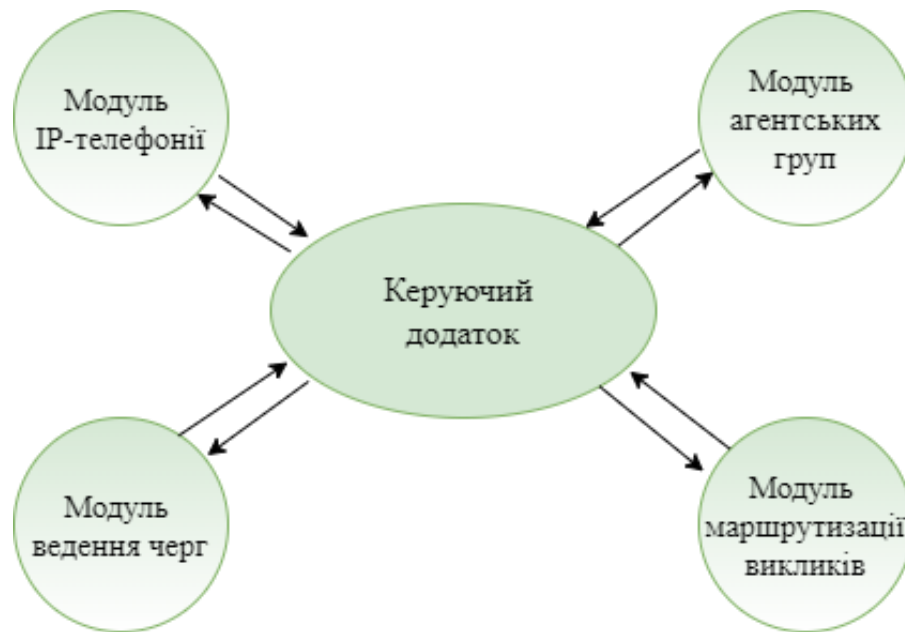 Модуль
IP-телефонії
Модуль
агентських
груп
Керуючий
додаток
Модуль
ведення черг
Модуль
маршрутизації
викликів